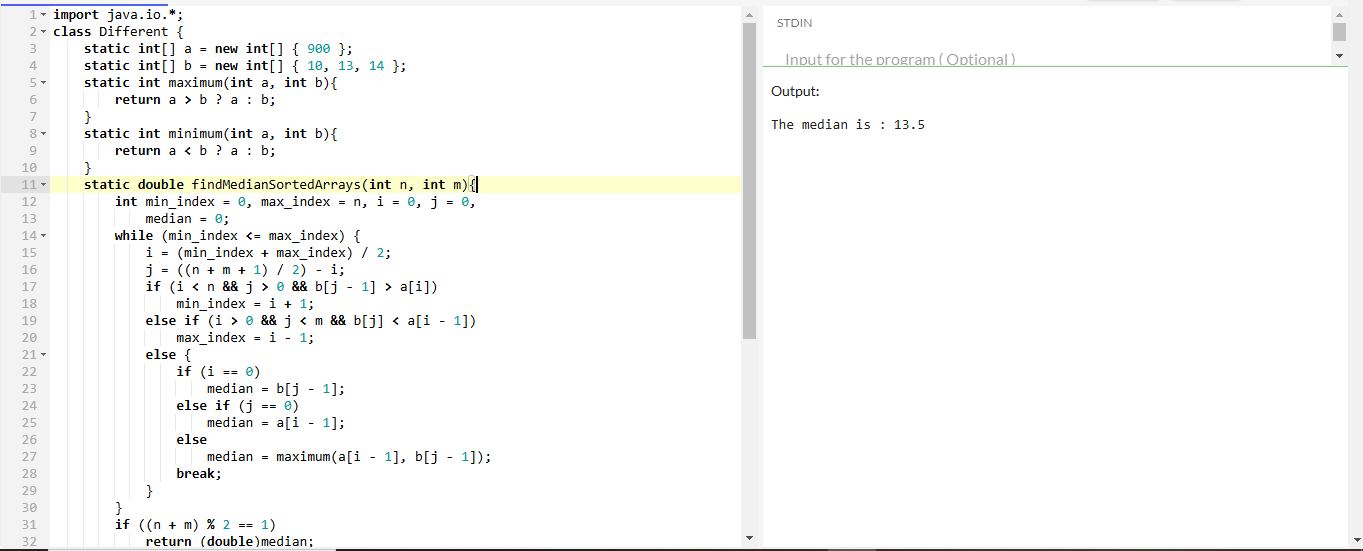 1 import java.io.*;
2 class Different {
3     static int[] a = new int[] { 900 };
4     static int[] b = new int[] { 10, 13, 14 };
5     static int maximum(int a, int b){
6         return a > b ? a : b;
7     }
8     static int minimum(int a, int b){
9         return a < b ? a : b;
10     }
11     static double findMedianSortedArrays(int n, int m){
12         int min_index = 0, max_index = n, i = 0, j = 0,
13             median = 0;
14         while (min_index <= max_index) {
15             i = (min_index + max_index) / 2;
16             j = ((n + m + 1) / 2) - i;
17             if (i < n && j > 0 && b[j - 1] > a[i])
18                 min_index = i + 1;
19             else if (i > 0 && j < m && b[j] < a[i - 1])
20                 max_index = i - 1;
21             else {
22                 if (i == 0)
23                     median = b[j - 1];
24                 else if (j == 0)
25                     median = a[i - 1];
26                 else
27                     median = maximum(a[i - 1], b[j - 1]);
28                 break;
29             }
30         }
31         if ((n + m) % 2 == 1)
32             return (double)median;
STDIN
Input for the program ( Optional )
Output:
The median is : 13.5